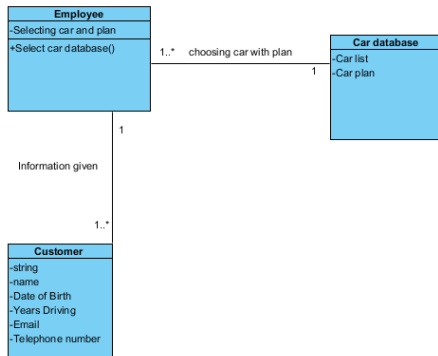 Employee
-Selecting car and plan
+Select car database()
1..* choosing car with plan
1
Car database
-Car list
-Car plan
1
Information given
1..*
Customer
-string
-name
-Date of Birth
-Years Driving
-Email
-Telephone number